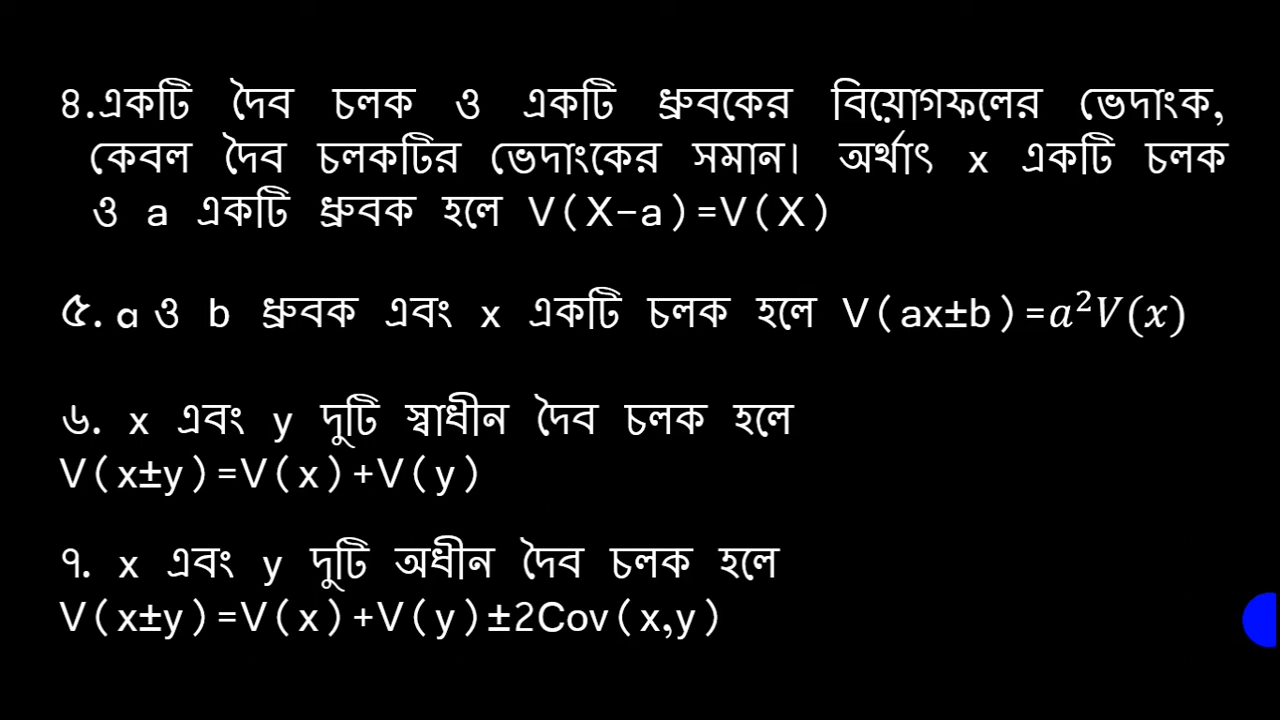 ৪.একটি দৈব চলক ও একটি ধ্রুবকের বিয়োগফলের ভেদাংক,
কেবল দৈব চলকটির ভেদাংকের সমান। অর্থাৎ x একটি চলক
ও a একটি ধ্রুবক হলে V(X-a)=V(X)
৫. a ও b ধ্রুবক এবং x একটি চলক হলে V(ax±b)=a²V(x)
৬. x এবং y দুটি স্বাধীন দৈব চলক হলে
V(x±y)=V(x)+V(y)
৭. x এবং y দুটি অধীন দৈব চলক হলে
V(x±y)=V(x)+V(y)±2Cov(x,y)